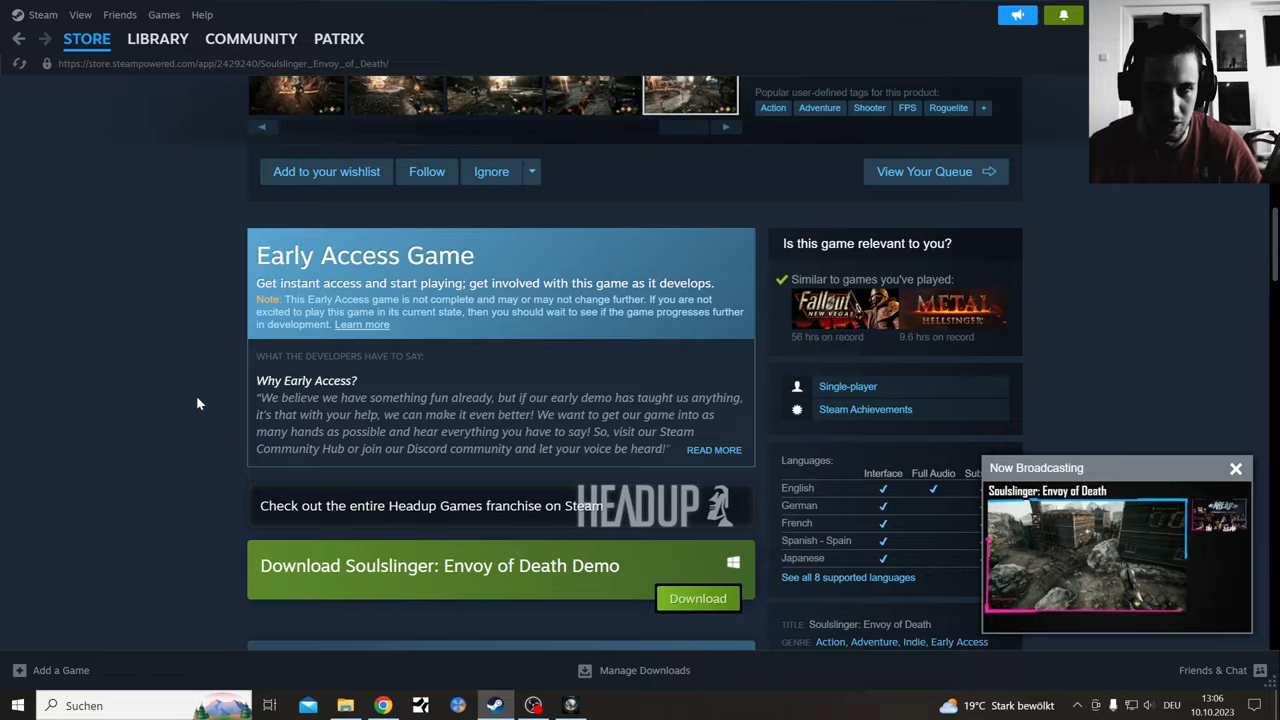 Steam View Friends Games Help
STORE LIBRARY COMMUNITY PATRIX
https://store.steampowered.com/app/2429240/Soulslinger_Envoy_of_Death/
Popular user-defined tags for this product:
Action Adventure Shooter FPS Roguelite +
Add to your wishlist Follow Ignore View Your Queue
Early Access Game
Get instant access and start playing; get involved with this game as it develops.
Note: This Early Access game is not complete and may or may not change further. If you are not
excited to play this game in its current state, then you should wait to see if the game progresses further
in development. Learn more
WHAT THE DEVELOPERS HAVE TO SAY:
Why Early Access?
“We believe we have something fun already, but if our early demo has taught us anything,
it's that with your help, we can make it even better! We want to get our game into as
many hands as possible and hear everything you have to say! So, visit our Steam
Community Hub or join our Discord community and let your voice be heard!” READ MORE
Check out the entire Headup Games franchise on Steam
HEADUP
Download Soulslinger: Envoy of Death Demo
Download
Is this game relevant to you?
Similar to games you've played:
Fallout NEW VEGAS
METAL HELLSINGER
56 hrs on record 9.6 hrs on record
Single-player
Steam Achievements
Languages:
Interface Full Audio Su
English
German
French
Spanish - Spain
Japanese
See all 8 supported languages
TITLE: Soulslinger: Envoy of Death
GENRE: Action, Adventure, Indie, Early Access
Now Broadcasting
Soulslinger: Envoy of Death
Add a Game Manage Downloads Friends & Chat
Suchen 19°C Stark bewölkt DEU
13:06
10.10.2023